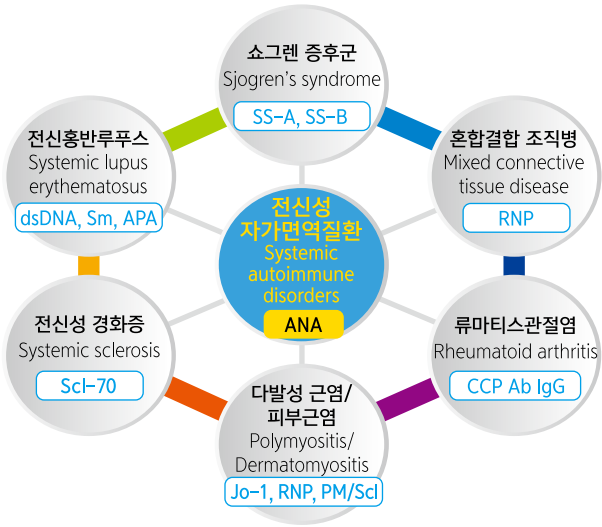 쇼그렌 증후군
Sjogren's syndrome
SS-A, SS-B
전신홍반루푸스
Systemic lupus
erythematosus
dsDNA, Sm, APA
혼합결합 조직병
Mixed connective
tissue disease
RNP
전신성
자가면역질환
Systemic
autoimmune
disorders
ANA
전신성 경화증
Systemic sclerosis
Scl-70
류마티스관절염
Rheumatoid arthritis
CCP Ab IgG
다발성 근염/
피부근염
Polymyositis/
Dermatomyositis
Jo-1, RNP, PM/Scl